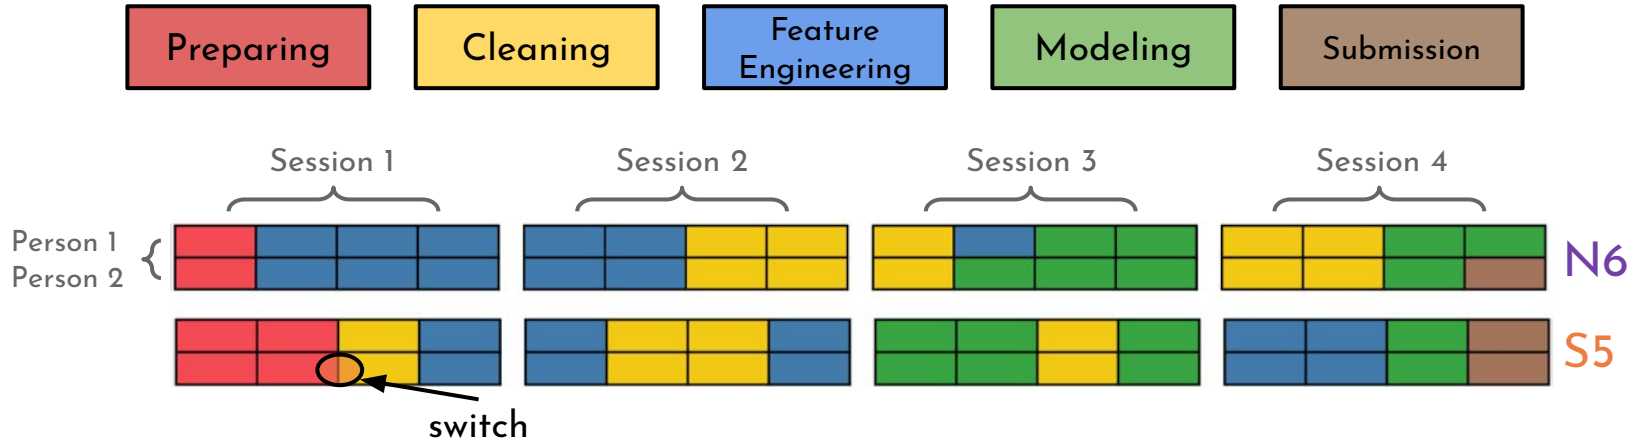 Preparing
Cleaning
Feature
Engineering
Modeling
Submission
Session 1
Session 2
Session 3
Session 4
Person 1
Person 2
N6
S5
switch